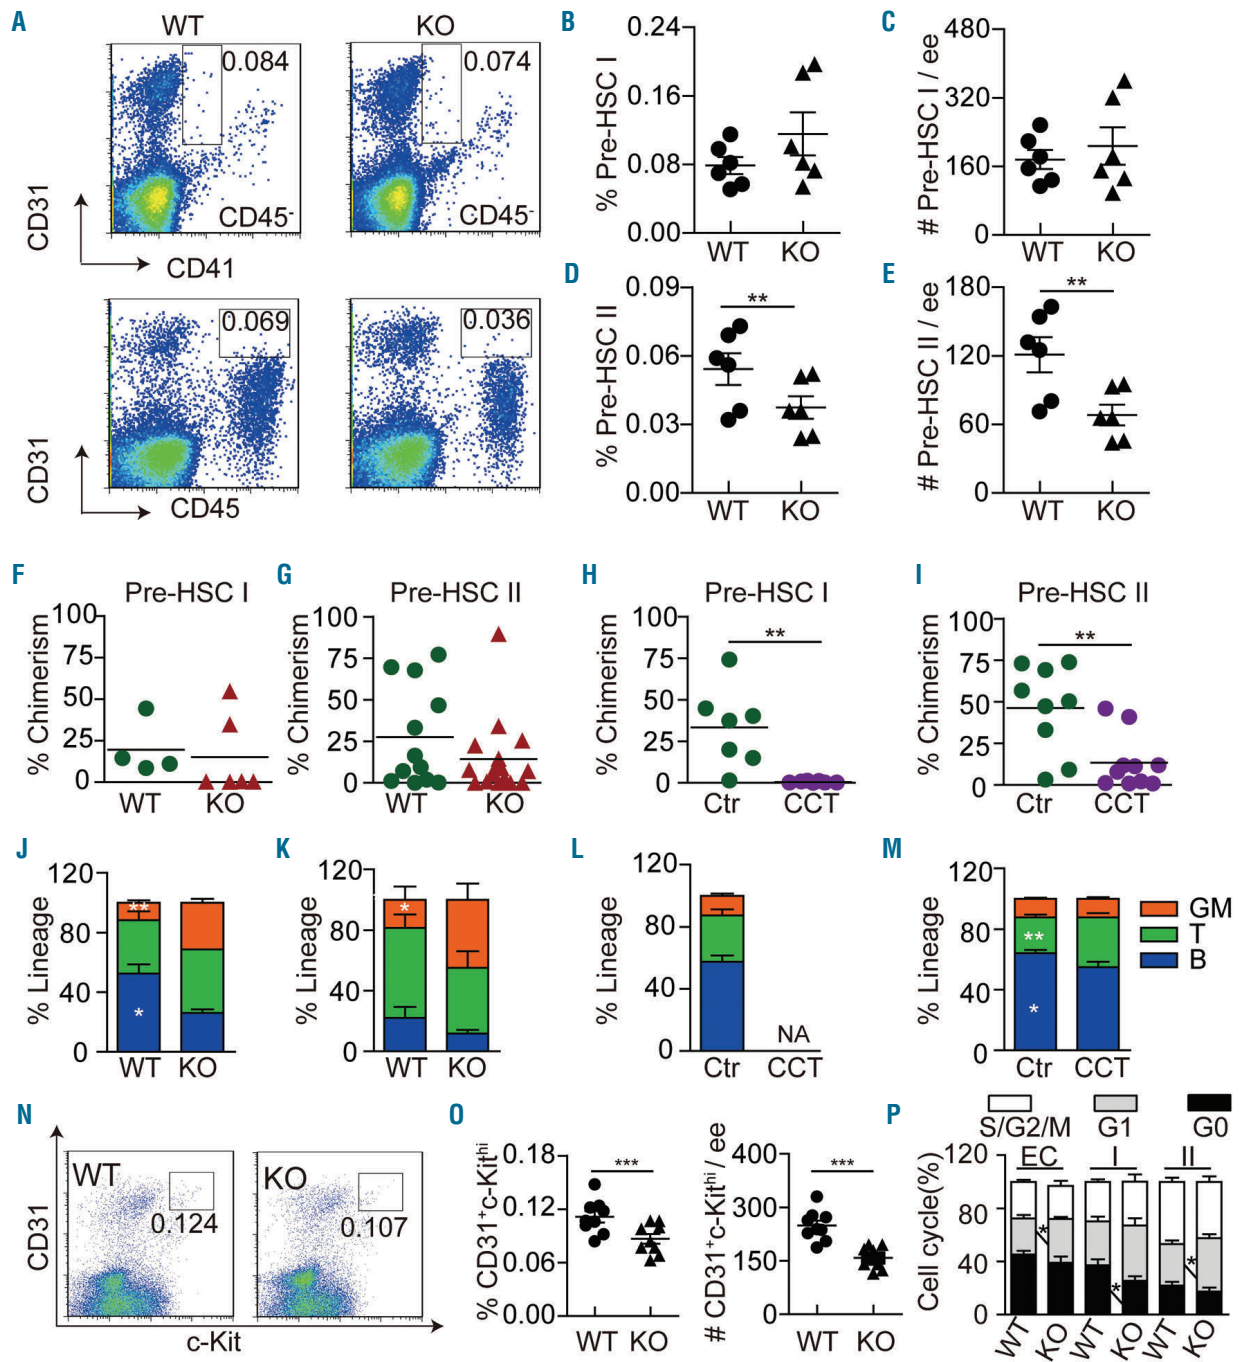 A
WT
KO
0.084
0.074
CD45-
CD45-
CD31
CD41
0.069
0.036
CD31
CD45
B
% Pre-HSC I
0.24
0.16
0.08
0.00
WT
KO
C
# Pre-HSC I / ee
480
320
160
0
WT
KO
D
% Pre-HSC II
0.09
0.06
0.03
0.00
**
WT
KO
E
# Pre-HSC II / ee
180
120
60
0
**
WT
KO
F
Pre-HSC I
% Chimerism
100
75
50
25
0
WT
KO
G
Pre-HSC II
% Chimerism
100
75
50
25
0
WT
KO
H
Pre-HSC I
% Chimerism
100
75
50
25
0
**
Ctr
CCT
I
Pre-HSC II
% Chimerism
100
75
50
25
0
**
Ctr
CCT
J
% Lineage
120
80
40
0
**
*
WT
KO
K
% Lineage
120
80
40
0
*
WT
KO
L
% Lineage
120
80
40
0
NA
Ctr
CCT
M
% Lineage
120
80
40
0
**
*
Ctr
CCT
GM
T
B
N
WT
KO
0.124
0.107
CD31
c-Kit
O
% CD31+c-Kithi
0.18
0.12
0.06
0.00
***
WT
KO
# CD31+c-Kithi / ee
450
300
150
0
***
WT
KO
P
S/G2/M
G1
G0
Cell cycle(%)
120
80
40
0
EC
I
II
*
*
*
WT
KO
WT
KO
WT
KO